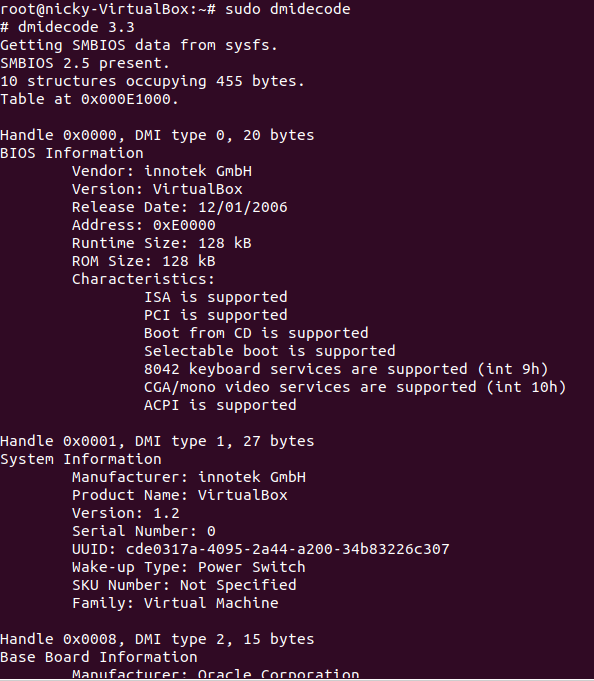 root@nicky-VirtualBox:~# sudo dmidecode
# dmidecode 3.3
Getting SMBIOS data from sysfs.
SMBIOS 2.5 present.
10 structures occupying 455 bytes.
Table at 0x000E1000.
Handle 0x0000, DMI type 0, 20 bytes
BIOS Information
Vendor: innotek GmbH
Version: VirtualBox
Release Date: 12/01/2006
Address: 0xE0000
Runtime Size: 128 kB
ROM Size: 128 kB
Characteristics:
ISA is supported
PCI is supported
Boot from CD is supported
Selectable boot is supported
8042 keyboard services are supported (int 9h)
CGA/mono video services are supported (int 10h)
ACPI is supported
Handle 0x0001, DMI type 1, 27 bytes
System Information
Manufacturer: innotek GmbH
Product Name: VirtualBox
Version: 1.2
Serial Number: 0
UUID: cde0317a-4095-2a44-a200-34b83226c307
Wake-up Type: Power Switch
SKU Number: Not Specified
Family: Virtual Machine
Handle 0x0008, DMI type 2, 15 bytes
Base Board Information
Manufacturer: Oracle Corporation